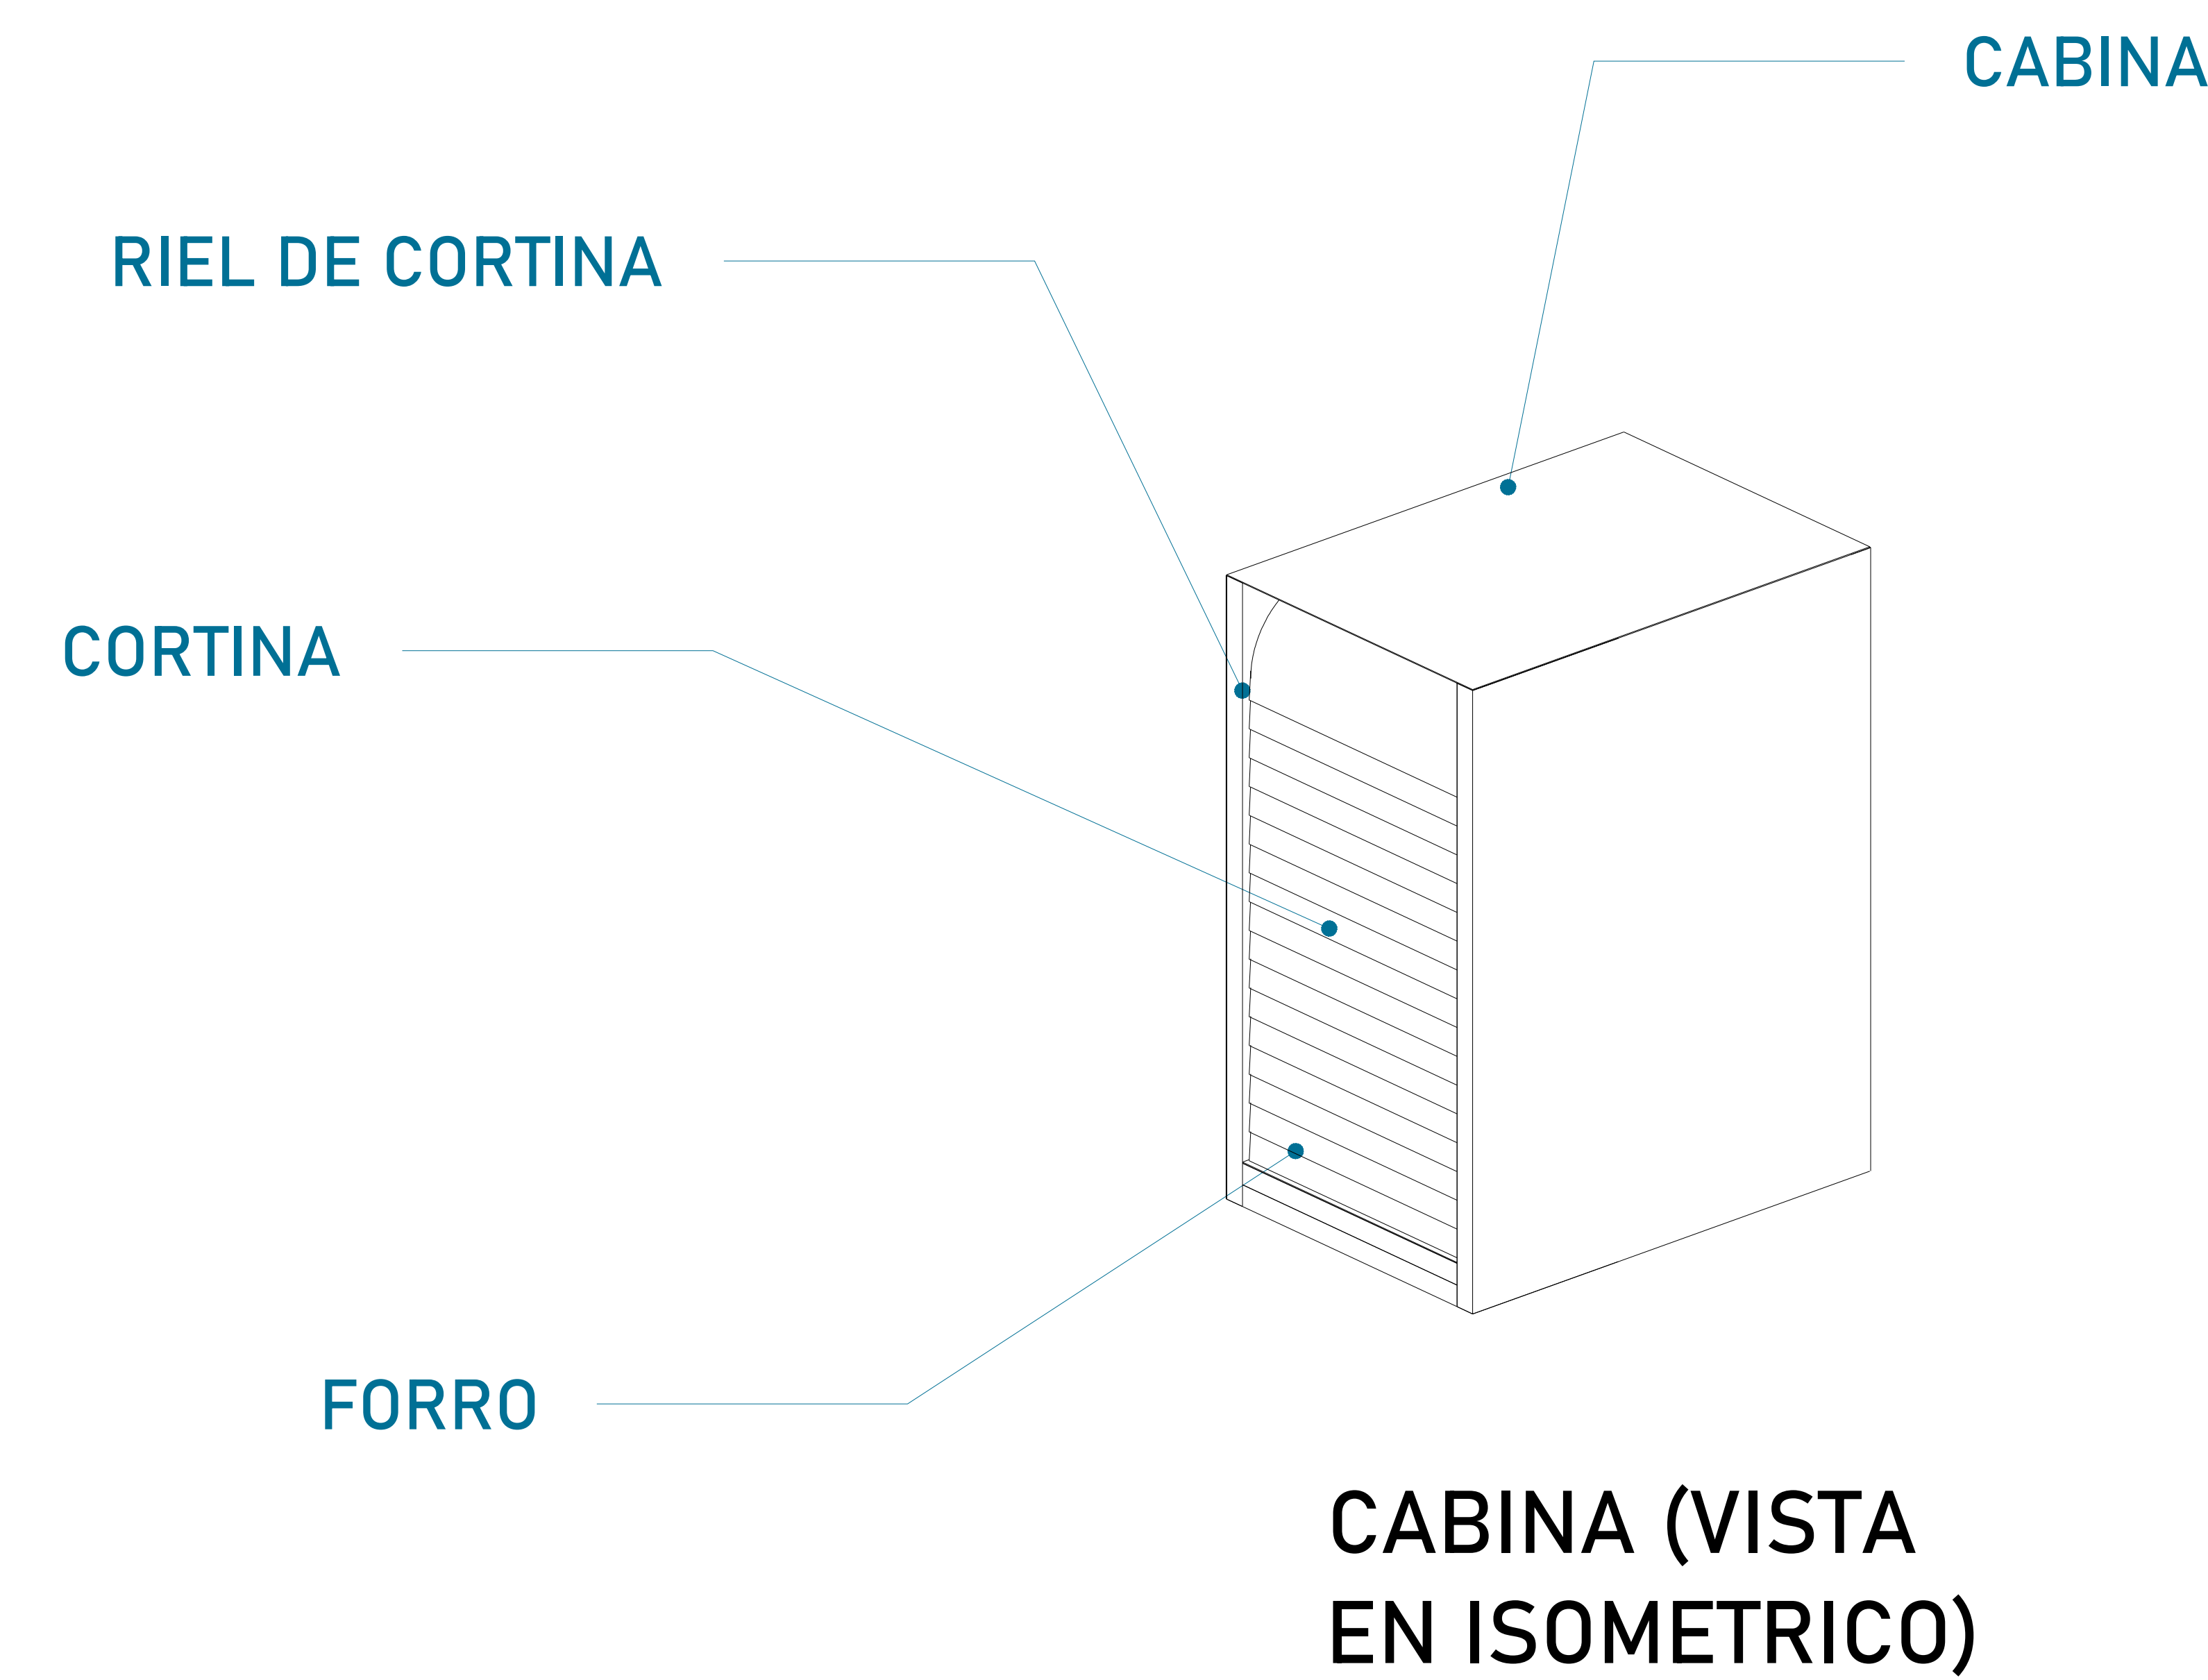 CABINA
RIEL DE CORTINA
CORTINA
FORRO
CABINA (VISTA
EN ISOMETRICO)